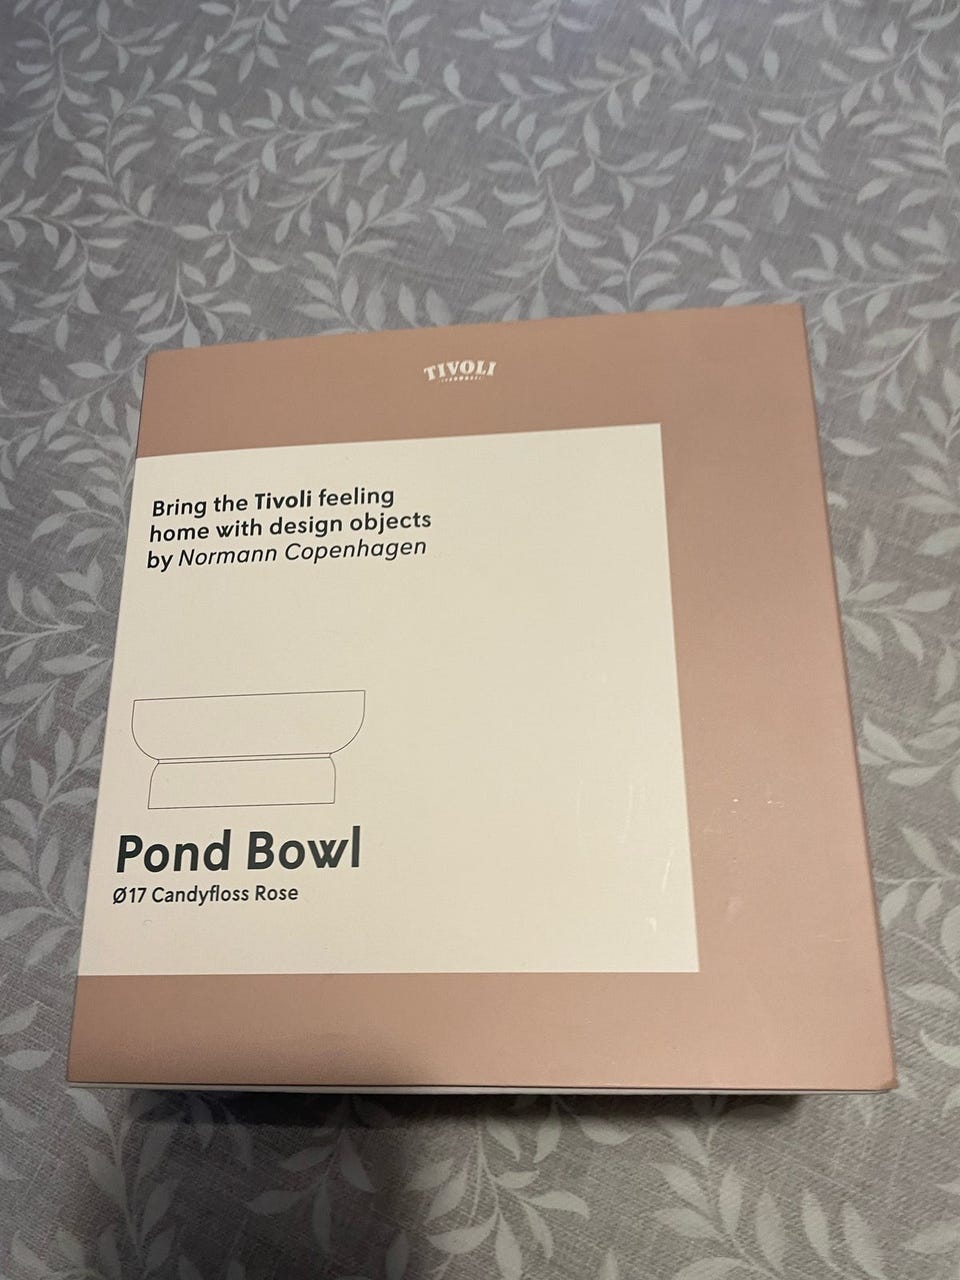 TIVOLI
Bring the Tivoli feeling
home with design objects
by Normann Copenhagen
Pond Bowl
Ø17 Candyfloss Rose